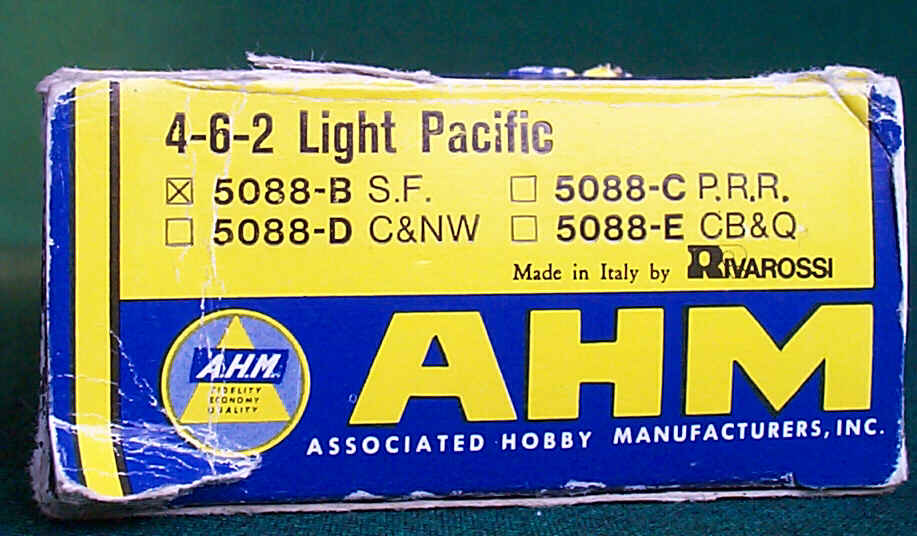 4-6-2 Light Pacific
☒ 5088-B S.F. ☐ 5088-C P.R.R.
☐ 5088-D C&NW ☐ 5088-E CB&Q
Made in Italy by RIVAROSSI
A.H.M.
FIDELITY
ECONOMY
QUALITY
AHM
ASSOCIATED HOBBY MANUFACTURERS, INC.